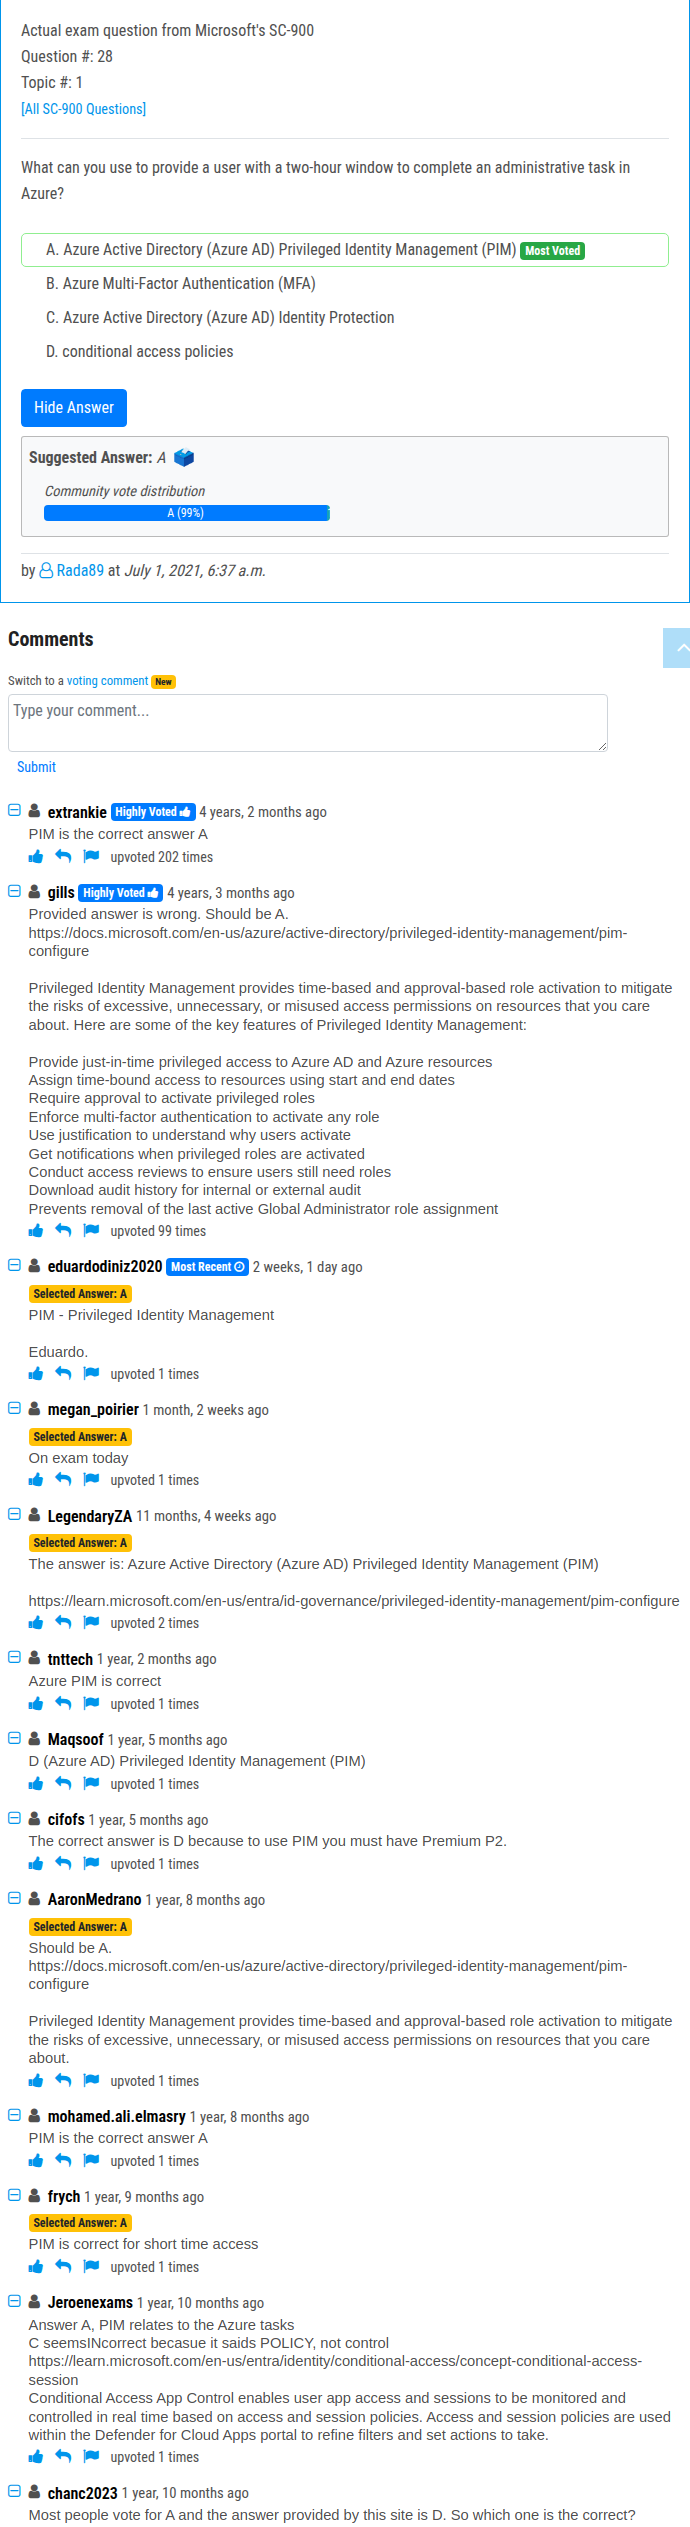 Actual exam question from Microsoft's SC-900
Question #: 28
Topic #: 1
[All SC-900 Questions]
What can you use to provide a user with a two-hour window to complete an administrative task in
Azure?
A. Azure Active Directory (Azure AD) Privileged Identity Management (PIM) Most Voted
B. Azure Multi-Factor Authentication (MFA)
C. Azure Active Directory (Azure AD) Identity Protection
D. conditional access policies
Hide Answer
Suggested Answer: A
Community vote distribution
A (99%)
by Rada89 at July 1, 2021, 6:37 a.m.
Comments
Switch to a voting comment New
Type your comment...
Submit
extrankie Highly Voted 4 years, 2 months ago
PIM is the correct answer A
upvoted 202 times
gills Highly Voted 4 years, 3 months ago
Provided answer is wrong. Should be A.
https://docs.microsoft.com/en-us/azure/active-directory/privileged-identity-management/pim-
configure
Privileged Identity Management provides time-based and approval-based role activation to mitigate
the risks of excessive, unnecessary, or misused access permissions on resources that you care
about. Here are some of the key features of Privileged Identity Management:
Provide just-in-time privileged access to Azure AD and Azure resources
Assign time-bound access to resources using start and end dates
Require approval to activate privileged roles
Enforce multi-factor authentication to activate any role
Use justification to understand why users activate
Get notifications when privileged roles are activated
Conduct access reviews to ensure users still need roles
Download audit history for internal or external audit
Prevents removal of the last active Global Administrator role assignment
upvoted 99 times
eduardodiniz2020 Most Recent 2 weeks, 1 day ago
Selected Answer: A
PIM - Privileged Identity Management
Eduardo.
upvoted 1 times
megan_poirier 1 month, 2 weeks ago
Selected Answer: A
On exam today
upvoted 1 times
LegendaryZA 11 months, 4 weeks ago
Selected Answer: A
The answer is: Azure Active Directory (Azure AD) Privileged Identity Management (PIM)
https://learn.microsoft.com/en-us/entra/id-governance/privileged-identity-management/pim-configure
upvoted 2 times
tnttech 1 year, 2 months ago
Azure PIM is correct
upvoted 1 times
Maqsoof 1 year, 5 months ago
D (Azure AD) Privileged Identity Management (PIM)
upvoted 1 times
cifofs 1 year, 5 months ago
The correct answer is D because to use PIM you must have Premium P2.
upvoted 1 times
AaronMedrano 1 year, 8 months ago
Selected Answer: A
Should be A.
https://docs.microsoft.com/en-us/azure/active-directory/privileged-identity-management/pim-
configure
Privileged Identity Management provides time-based and approval-based role activation to mitigate
the risks of excessive, unnecessary, or misused access permissions on resources that you care
about.
upvoted 1 times
mohamed.ali.elmasry 1 year, 8 months ago
PIM is the correct answer A
upvoted 1 times
frych 1 year, 9 months ago
Selected Answer: A
PIM is correct for short time access
upvoted 1 times
Jeroenexams 1 year, 10 months ago
Answer A, PIM relates to the Azure tasks
C seemsINcorrect becasue it saids POLICY, not control
https://learn.microsoft.com/en-us/entra/identity/conditional-access/concept-conditional-access-
session
Conditional Access App Control enables user app access and sessions to be monitored and
controlled in real time based on access and session policies. Access and session policies are used
within the Defender for Cloud Apps portal to refine filters and set actions to take.
upvoted 1 times
chanc2023 1 year, 10 months ago
Most people vote for A and the answer provided by this site is D. So which one is the correct?